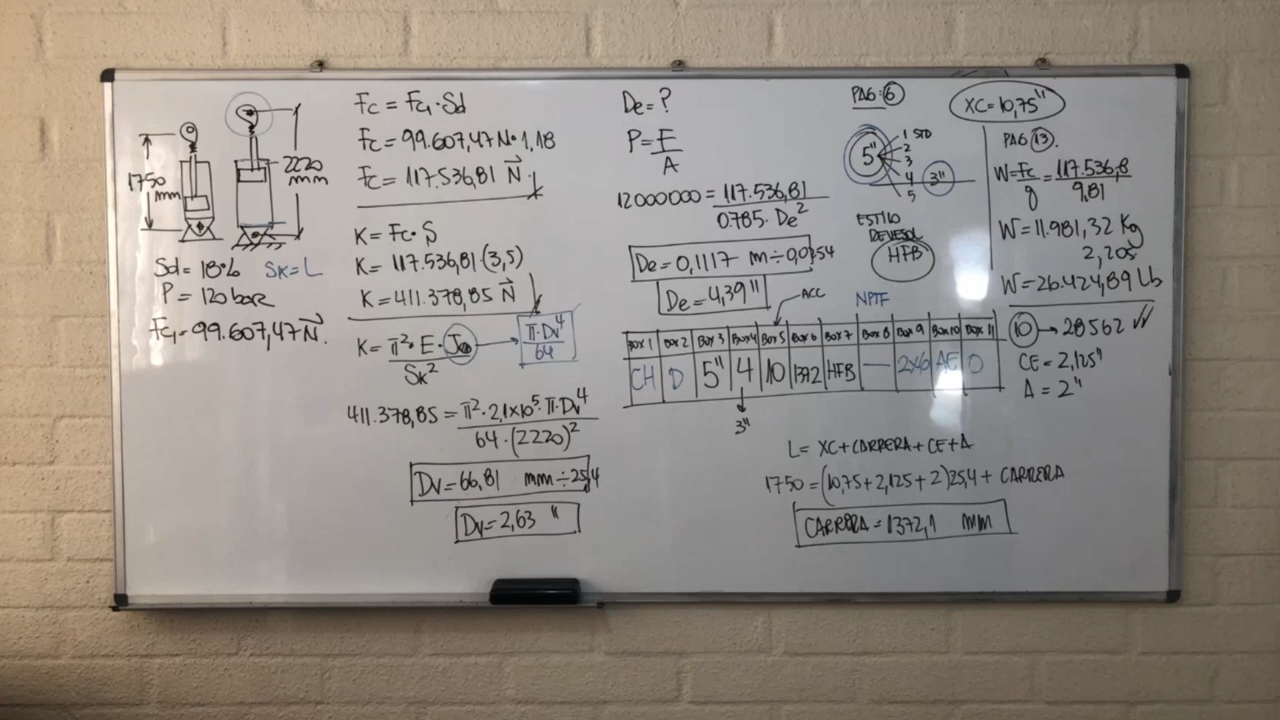 1750
mm
2220
mm
Sd = 18% SK = L
P = 120 bar
Fc1 = 99.607,47 N.
Fc = Fc1 · Sd
Fc = 99.607,47 N · 1,18
Fc = 117.536,81 N
K = Fc · S
K = 117.536,81 (3,5)
K = 411.378,85 N
K = π² · E · J
SK²
π · Dv⁴
64
411.378,85 = π² · 2,1x10⁵ · π · Dv⁴
64 · (2220)²
Dv = 66,81 mm ÷ 25,4
Dv = 2,63 "
De = ?
P = F
A
12000000 = 117.536,81
0.785 · De²
De = 0,1117 m ÷ 0,0254
De = 4,39"
ACC
NPTF
BOX 1 BOX 2 BOX 3 BOX 4 BOX 5 BOX 6 BOX 7 BOX 8 BOX 9 BOX 10 BOX 11
CH D 5" 4 10 1372 HFB — 2x6 AE 0
3"
L = XC + CARRERA + CE + A
1750 = (10,75 + 2,125 + 2) 25,4 + CARRERA
CARRERA = 1372,1 mm
PAG: 6
5"
1 STD
2
3
4 3"
5
ESTILO
DE VESOL
HFB
XC = 10,75"
PAG 13.
W = Fc = 117.536,8
g 9,81
W = 11.981,32 Kg
2,205
W = 26.424,89 Lb
10 → 28562
CE = 2,125"
A = 2"